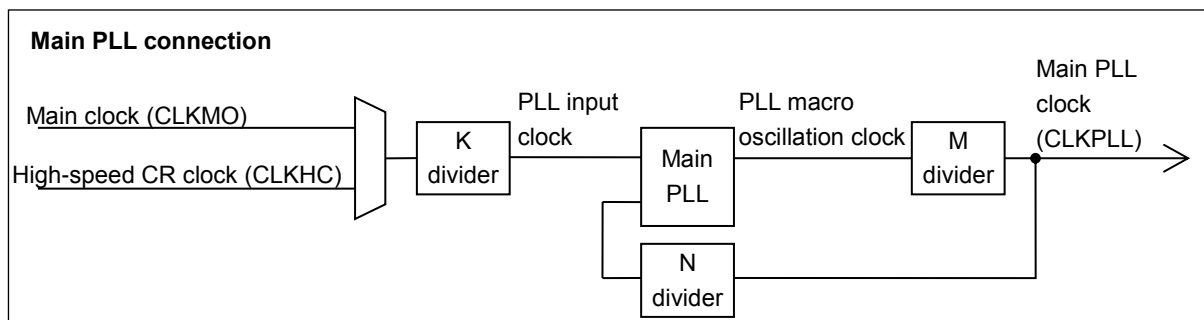 Main PLL connection
Main clock (CLKMO)
High-speed CR clock (CLKHC)
K
divider
PLL input
clock
Main
PLL
PLL macro
oscillation clock
M
divider
Main PLL
clock
(CLKPLL)
N
divider